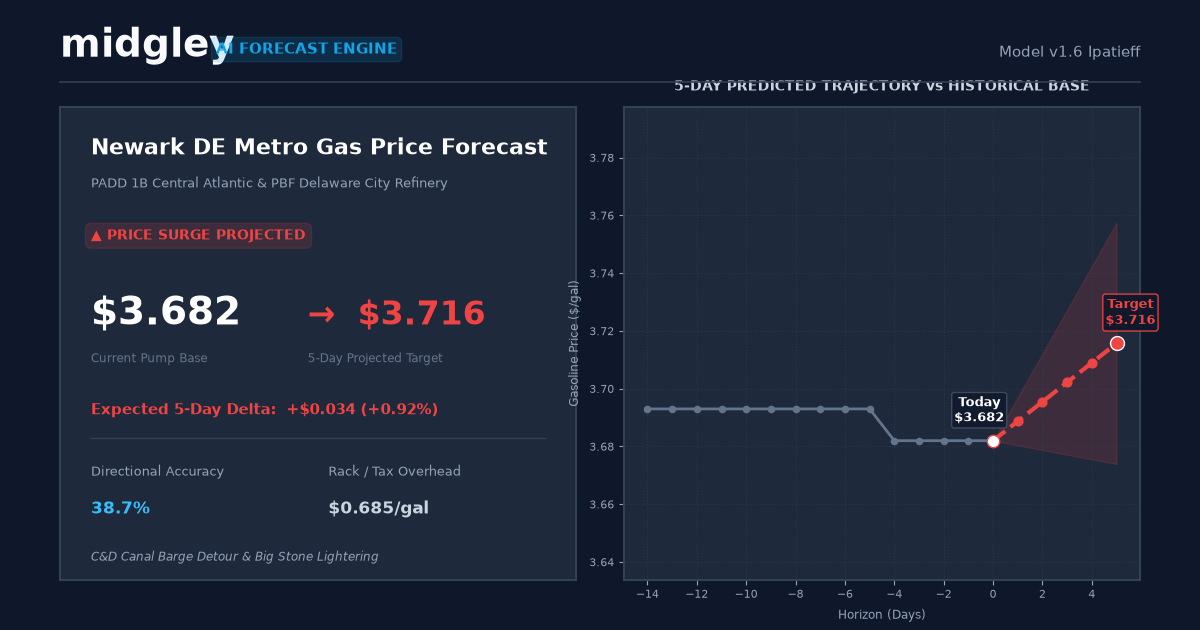 midgley
AI FORECAST ENGINE
Model v1.6 Ipatieff
Newark DE Metro Gas Price Forecast
PADD 1B Central Atlantic & PBF Delaware City Refinery
▲ PRICE SURGE PROJECTED
$3.682
→ $3.716
Current Pump Base
5-Day Projected Target
Expected 5-Day Delta: +$0.034 (+0.92%)
Directional Accuracy
Rack / Tax Overhead
38.7%
$0.685/gal
C&D Canal Barge Detour & Big Stone Lightering
5-DAY PREDICTED TRAJECTORY vs HISTORICAL BASE
Gasoline Price ($/gal)
3.78
3.76
3.74
3.72
3.70
3.68
3.66
3.64
Target
$3.716
Today
$3.682
−14 −12 −10 −8 −6 −4 −2 0 2 4
Horizon (Days)